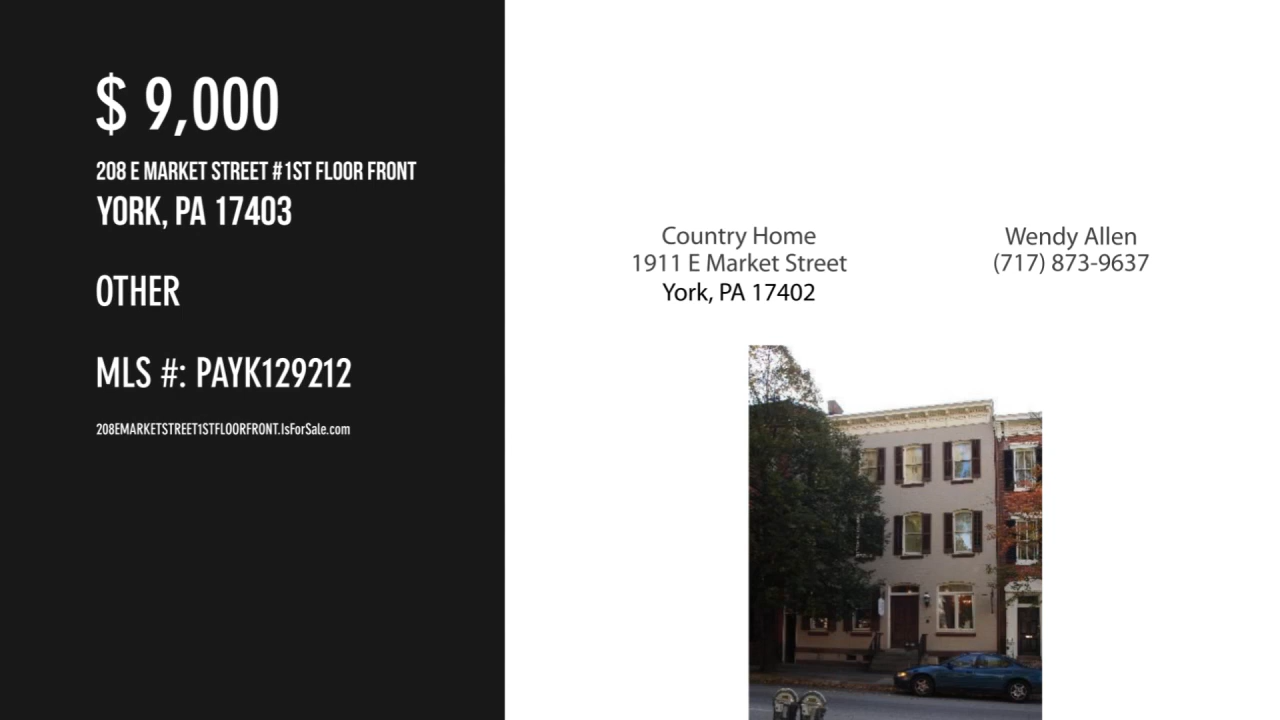 $ 9,000
208 E MARKET STREET #1ST FLOOR FRONT
YORK, PA 17403
OTHER
MLS #: PAYK129212
208EMARKETSTREET1STFLOORFRONT.IsForSale.com
Country Home
1911 E Market Street
York, PA 17402
Wendy Allen
(717) 873-9637